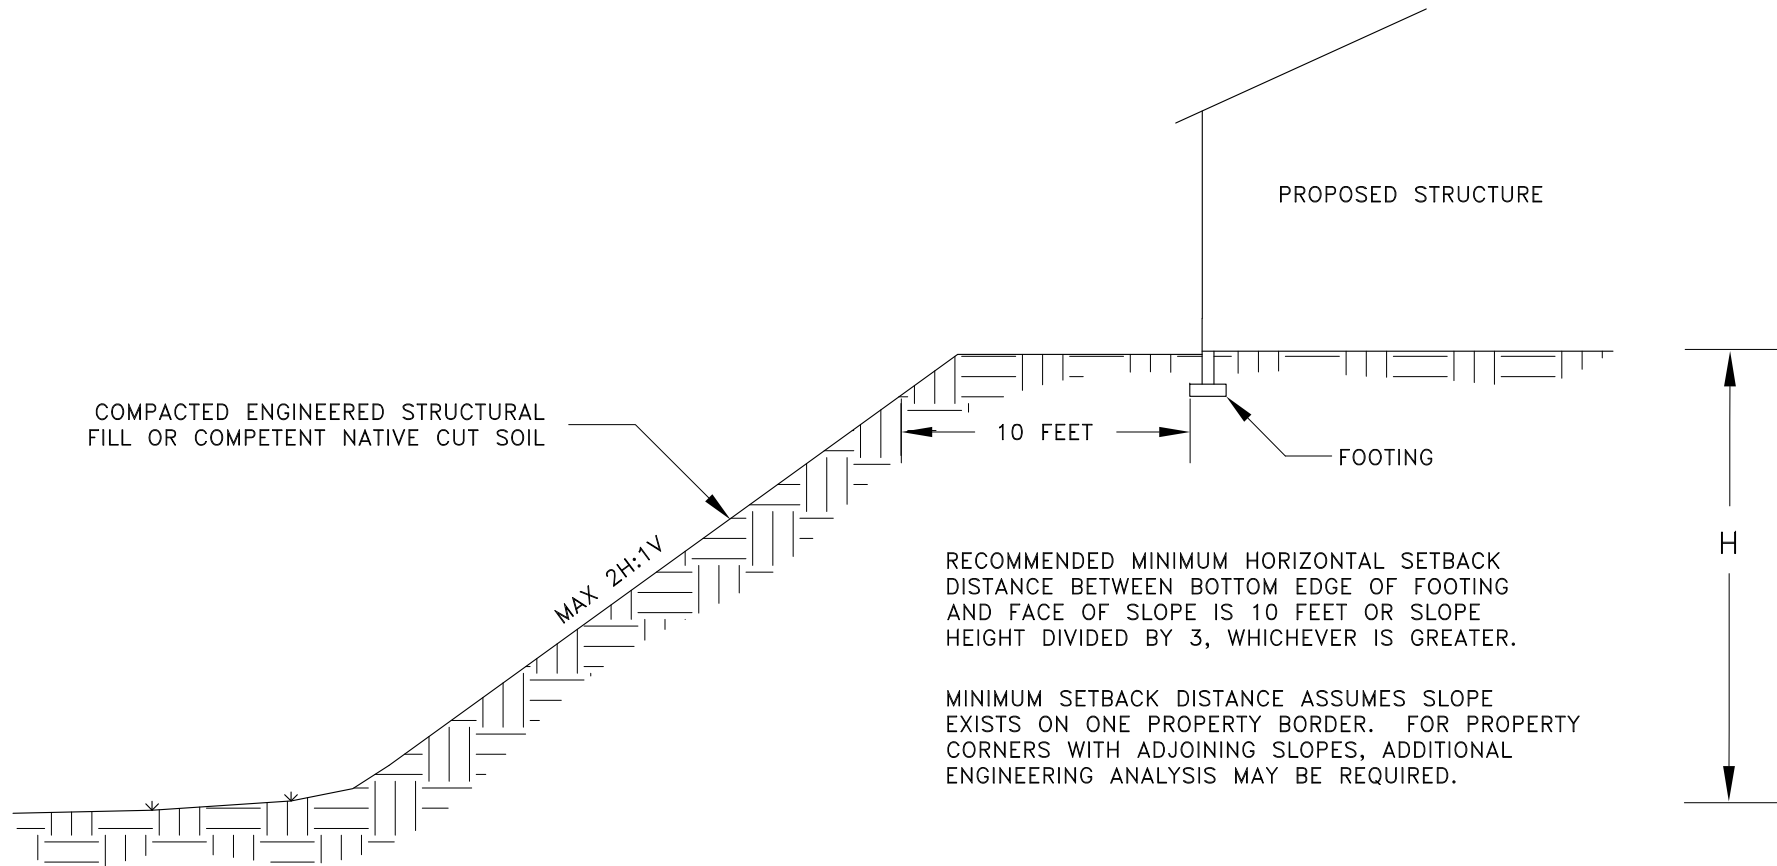 PROPOSED STRUCTURE
COMPACTED ENGINEERED STRUCTURAL
FILL OR COMPETENT NATIVE CUT SOIL
10 FEET
FOOTING
H
MAX 2H:1V
RECOMMENDED MINIMUM HORIZONTAL SETBACK
DISTANCE BETWEEN BOTTOM EDGE OF FOOTING
AND FACE OF SLOPE IS 10 FEET OR SLOPE
HEIGHT DIVIDED BY 3, WHICHEVER IS GREATER.
MINIMUM SETBACK DISTANCE ASSUMES SLOPE
EXISTS ON ONE PROPERTY BORDER. FOR PROPERTY
CORNERS WITH ADJOINING SLOPES, ADDITIONAL
ENGINEERING ANALYSIS MAY BE REQUIRED.